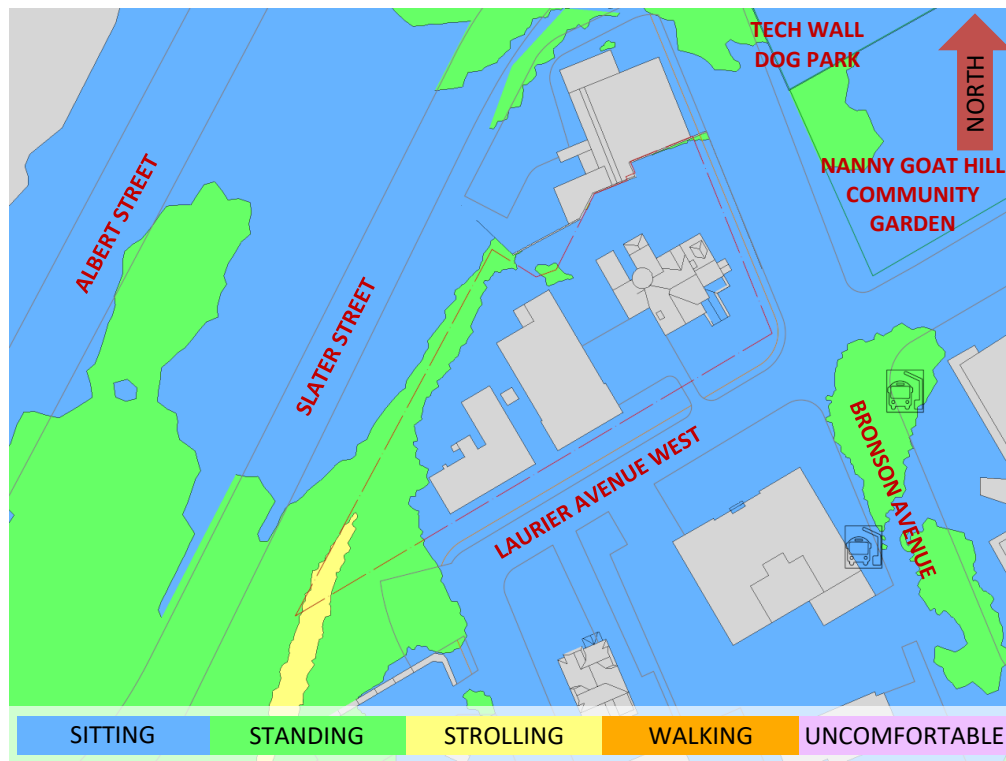 TECH WALL
DOG PARK
NORTH
NANNY GOAT HILL
COMMUNITY
GARDEN
ALBERT STREET
SLATER STREET
BRONSON AVENUE
LAURIER AVENUE WEST
SITTING
STANDING
STROLLING
WALKING
UNCOMFORTABLE